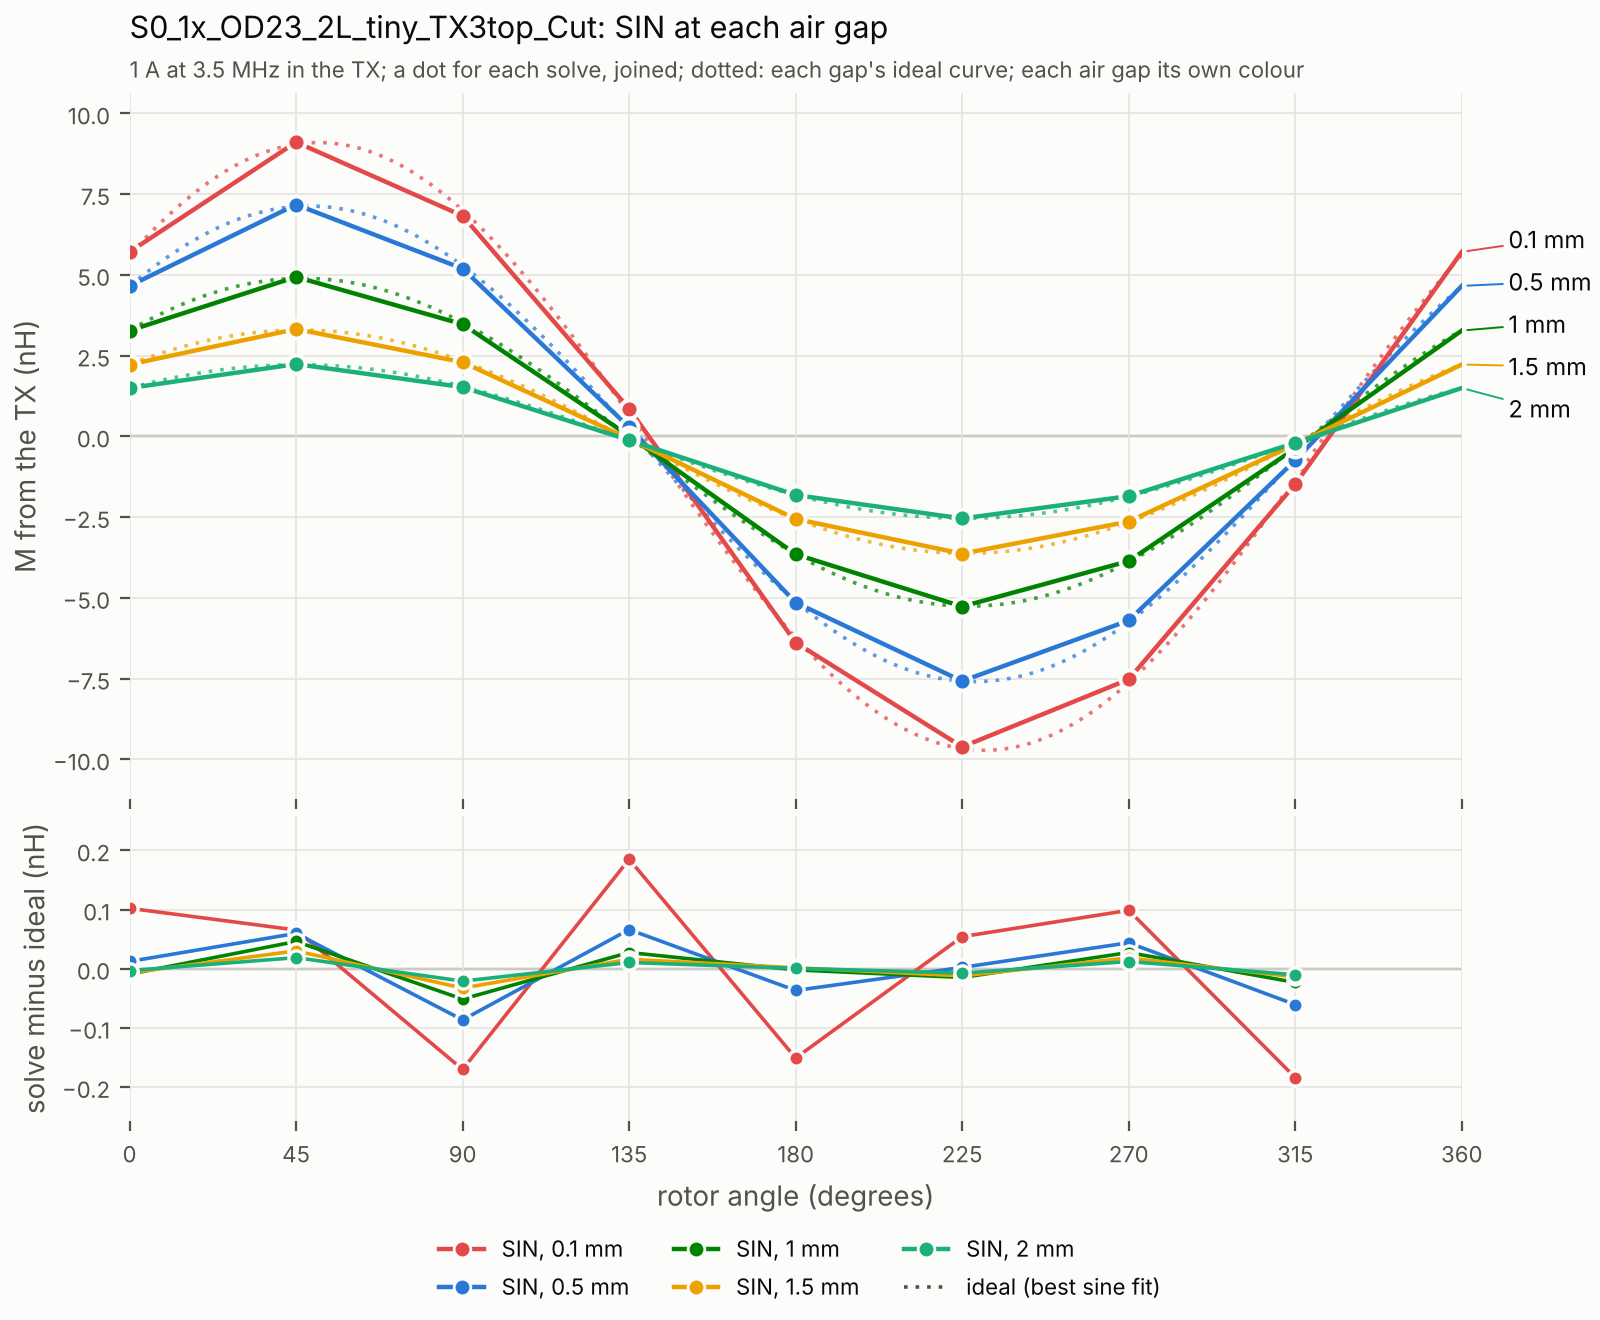 S0_1x_OD23_2L_tiny_TX3top_Cut: SIN at each air gap
1 A at 3.5 MHz in the TX; a dot for each solve, joined; dotted: each gap's ideal curve; each air gap its own colour
M from the TX (nH)
10.0
7.5
5.0
2.5
0.0
−2.5
−5.0
−7.5
−10.0
0.1 mm
0.5 mm
1 mm
1.5 mm
2 mm
solve minus ideal (nH)
0.2
0.1
0.0
−0.1
−0.2
0 45 90 135 180 225 270 315 360
rotor angle (degrees)
SIN, 0.1 mm SIN, 1 mm SIN, 2 mm
SIN, 0.5 mm SIN, 1.5 mm ideal (best sine fit)